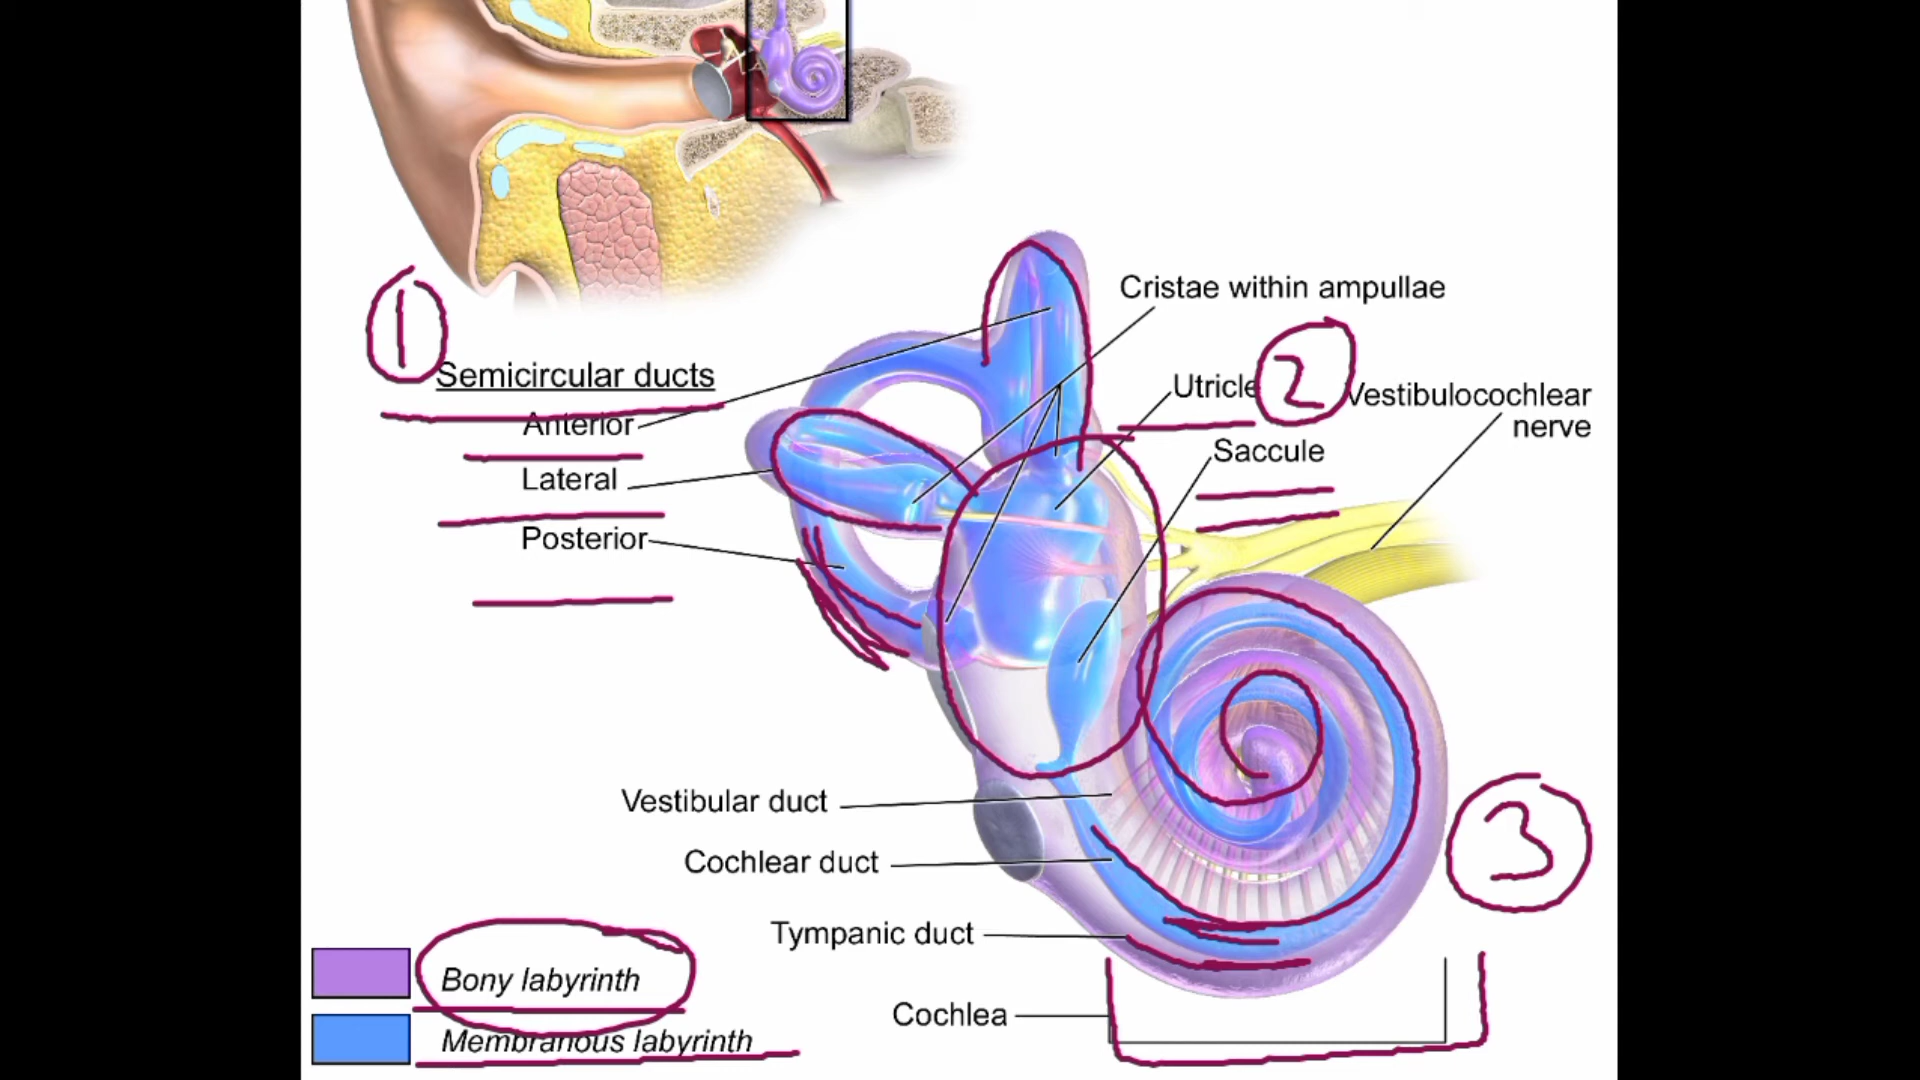 Cristae within ampullae
1
Semicircular ducts
Anterior
Lateral
Posterior
Utricle
2
Vestibulocochlear
nerve
Saccule
Vestibular duct
Cochlear duct
Tympanic duct
Cochlea
3
Bony labyrinth
Membranous labyrinth